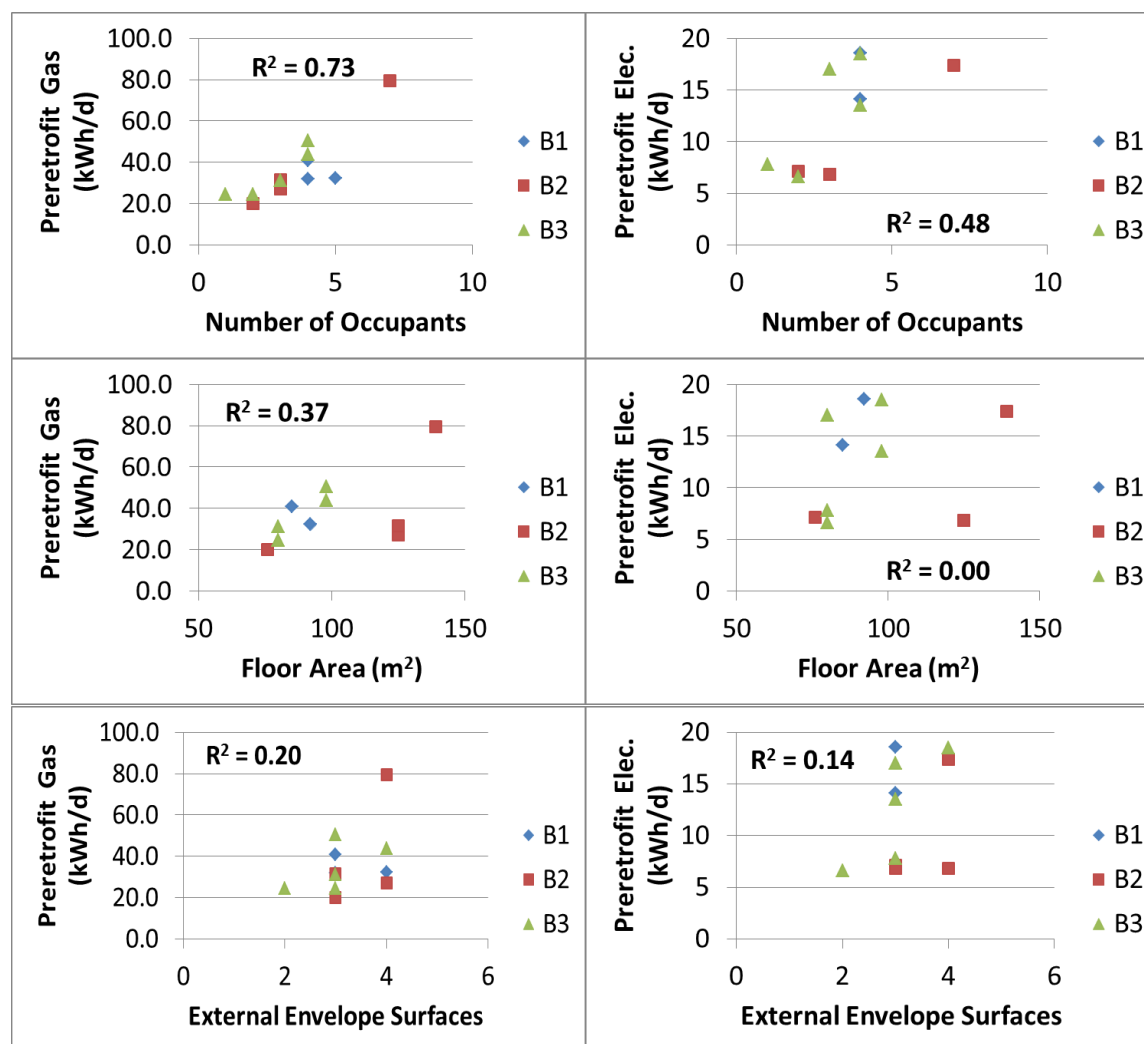 Preretrofit Gas
(kWh/d)
100.0
80.0
60.0
40.0
20.0
0.0
R² = 0.73
0
5
10
Number of Occupants
B1
B2
B3
Preretrofit Elec.
(kWh/d)
20
15
10
5
0
R² = 0.48
0
5
10
Number of Occupants
B1
B2
B3
Preretrofit Gas
(kWh/d)
100.0
80.0
60.0
40.0
20.0
0.0
R² = 0.37
50
100
150
Floor Area (m²)
B1
B2
B3
Preretrofit Elec.
(kWh/d)
20
15
10
5
0
R² = 0.00
50
100
150
Floor Area (m²)
B1
B2
B3
Preretrofit Gas
(kWh/d)
100.0
80.0
60.0
40.0
20.0
0.0
R² = 0.20
0
2
4
6
External Envelope Surfaces
B1
B2
B3
Preretrofit Elec.
(kWh/d)
20
15
10
5
0
R² = 0.14
0
2
4
6
External Envelope Surfaces
B1
B2
B3